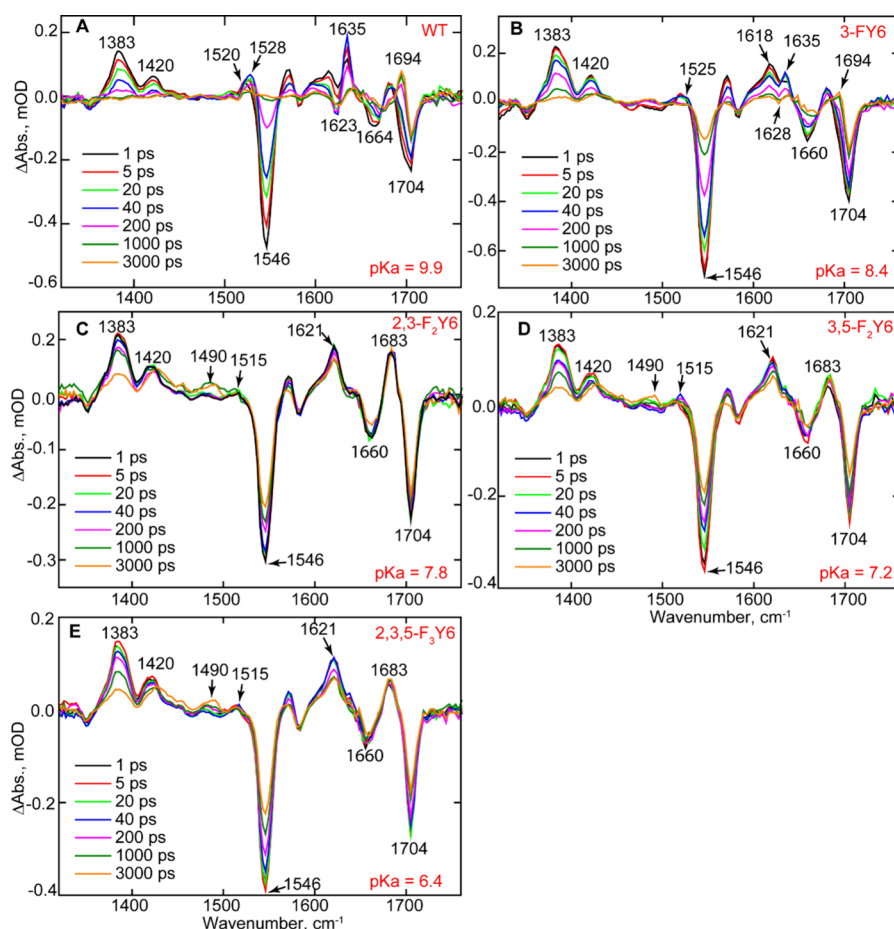 A
WT
1383
1420
1520
1528
1635
1694
1623
1664
1546
1704
0.2
0.0
-0.2
-0.4
-0.6
ΔAbs., mOD
1 ps
5 ps
20 ps
40 ps
200 ps
1000 ps
3000 ps
pKa = 9.9
1400
1500
1600
1700
B
3-FY6
1383
1420
1525
1618
1635
1694
1628
1660
1546
1704
0.2
0.0
-0.2
-0.4
-0.6
ΔAbs., mOD
1 ps
5 ps
20 ps
40 ps
200 ps
1000 ps
3000 ps
pKa = 8.4
1400
1500
1600
1700
C
2,3-F₂Y6
1383
1420
1490
1515
1621
1683
1660
1546
1704
0.2
0.0
-0.1
-0.2
-0.3
ΔAbs., mOD
1 ps
5 ps
20 ps
40 ps
200 ps
1000 ps
3000 ps
pKa = 7.8
1400
1500
1600
1700
D
3,5-F₂Y6
1383
1420
1490
1515
1621
1683
1660
1546
1704
0.2
0.0
-0.2
-0.4
ΔAbs., mOD
1 ps
5 ps
20 ps
40 ps
200 ps
1000 ps
3000 ps
pKa = 7.2
1400
1500
1600
1700
Wavenumber, cm⁻¹
E
2,3,5-F₃Y6
1383
1420
1490
1515
1621
1683
1660
1546
1704
0.2
0.0
-0.2
-0.4
ΔAbs., mOD
1 ps
5 ps
20 ps
40 ps
200 ps
1000 ps
3000 ps
pKa = 6.4
1400
1500
1600
1700
Wavenumber, cm⁻¹